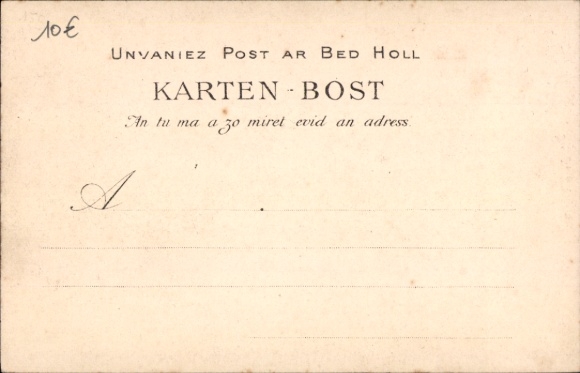 10€
Unvaniez Post ar Bed Holl
KARTEN-BOST
An tu ma a zo miret evid an adress.
A